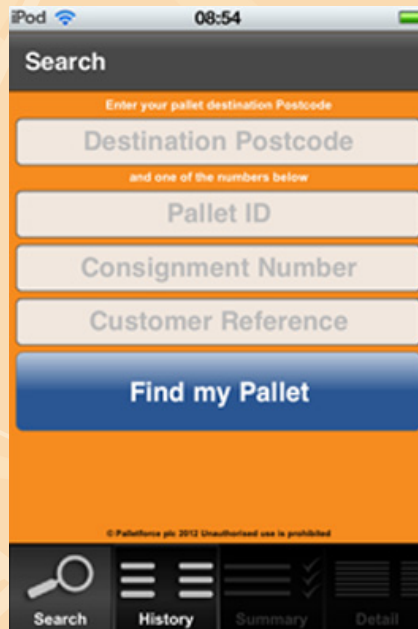 iPod 08:54
Search
Enter your pallet destination Postcode
Destination Postcode
and one of the numbers below
Pallet ID
Consignment Number
Customer Reference
Find my Pallet
© Palletforce plc 2012 Unauthorised use is prohibited
Search History Summary Detail